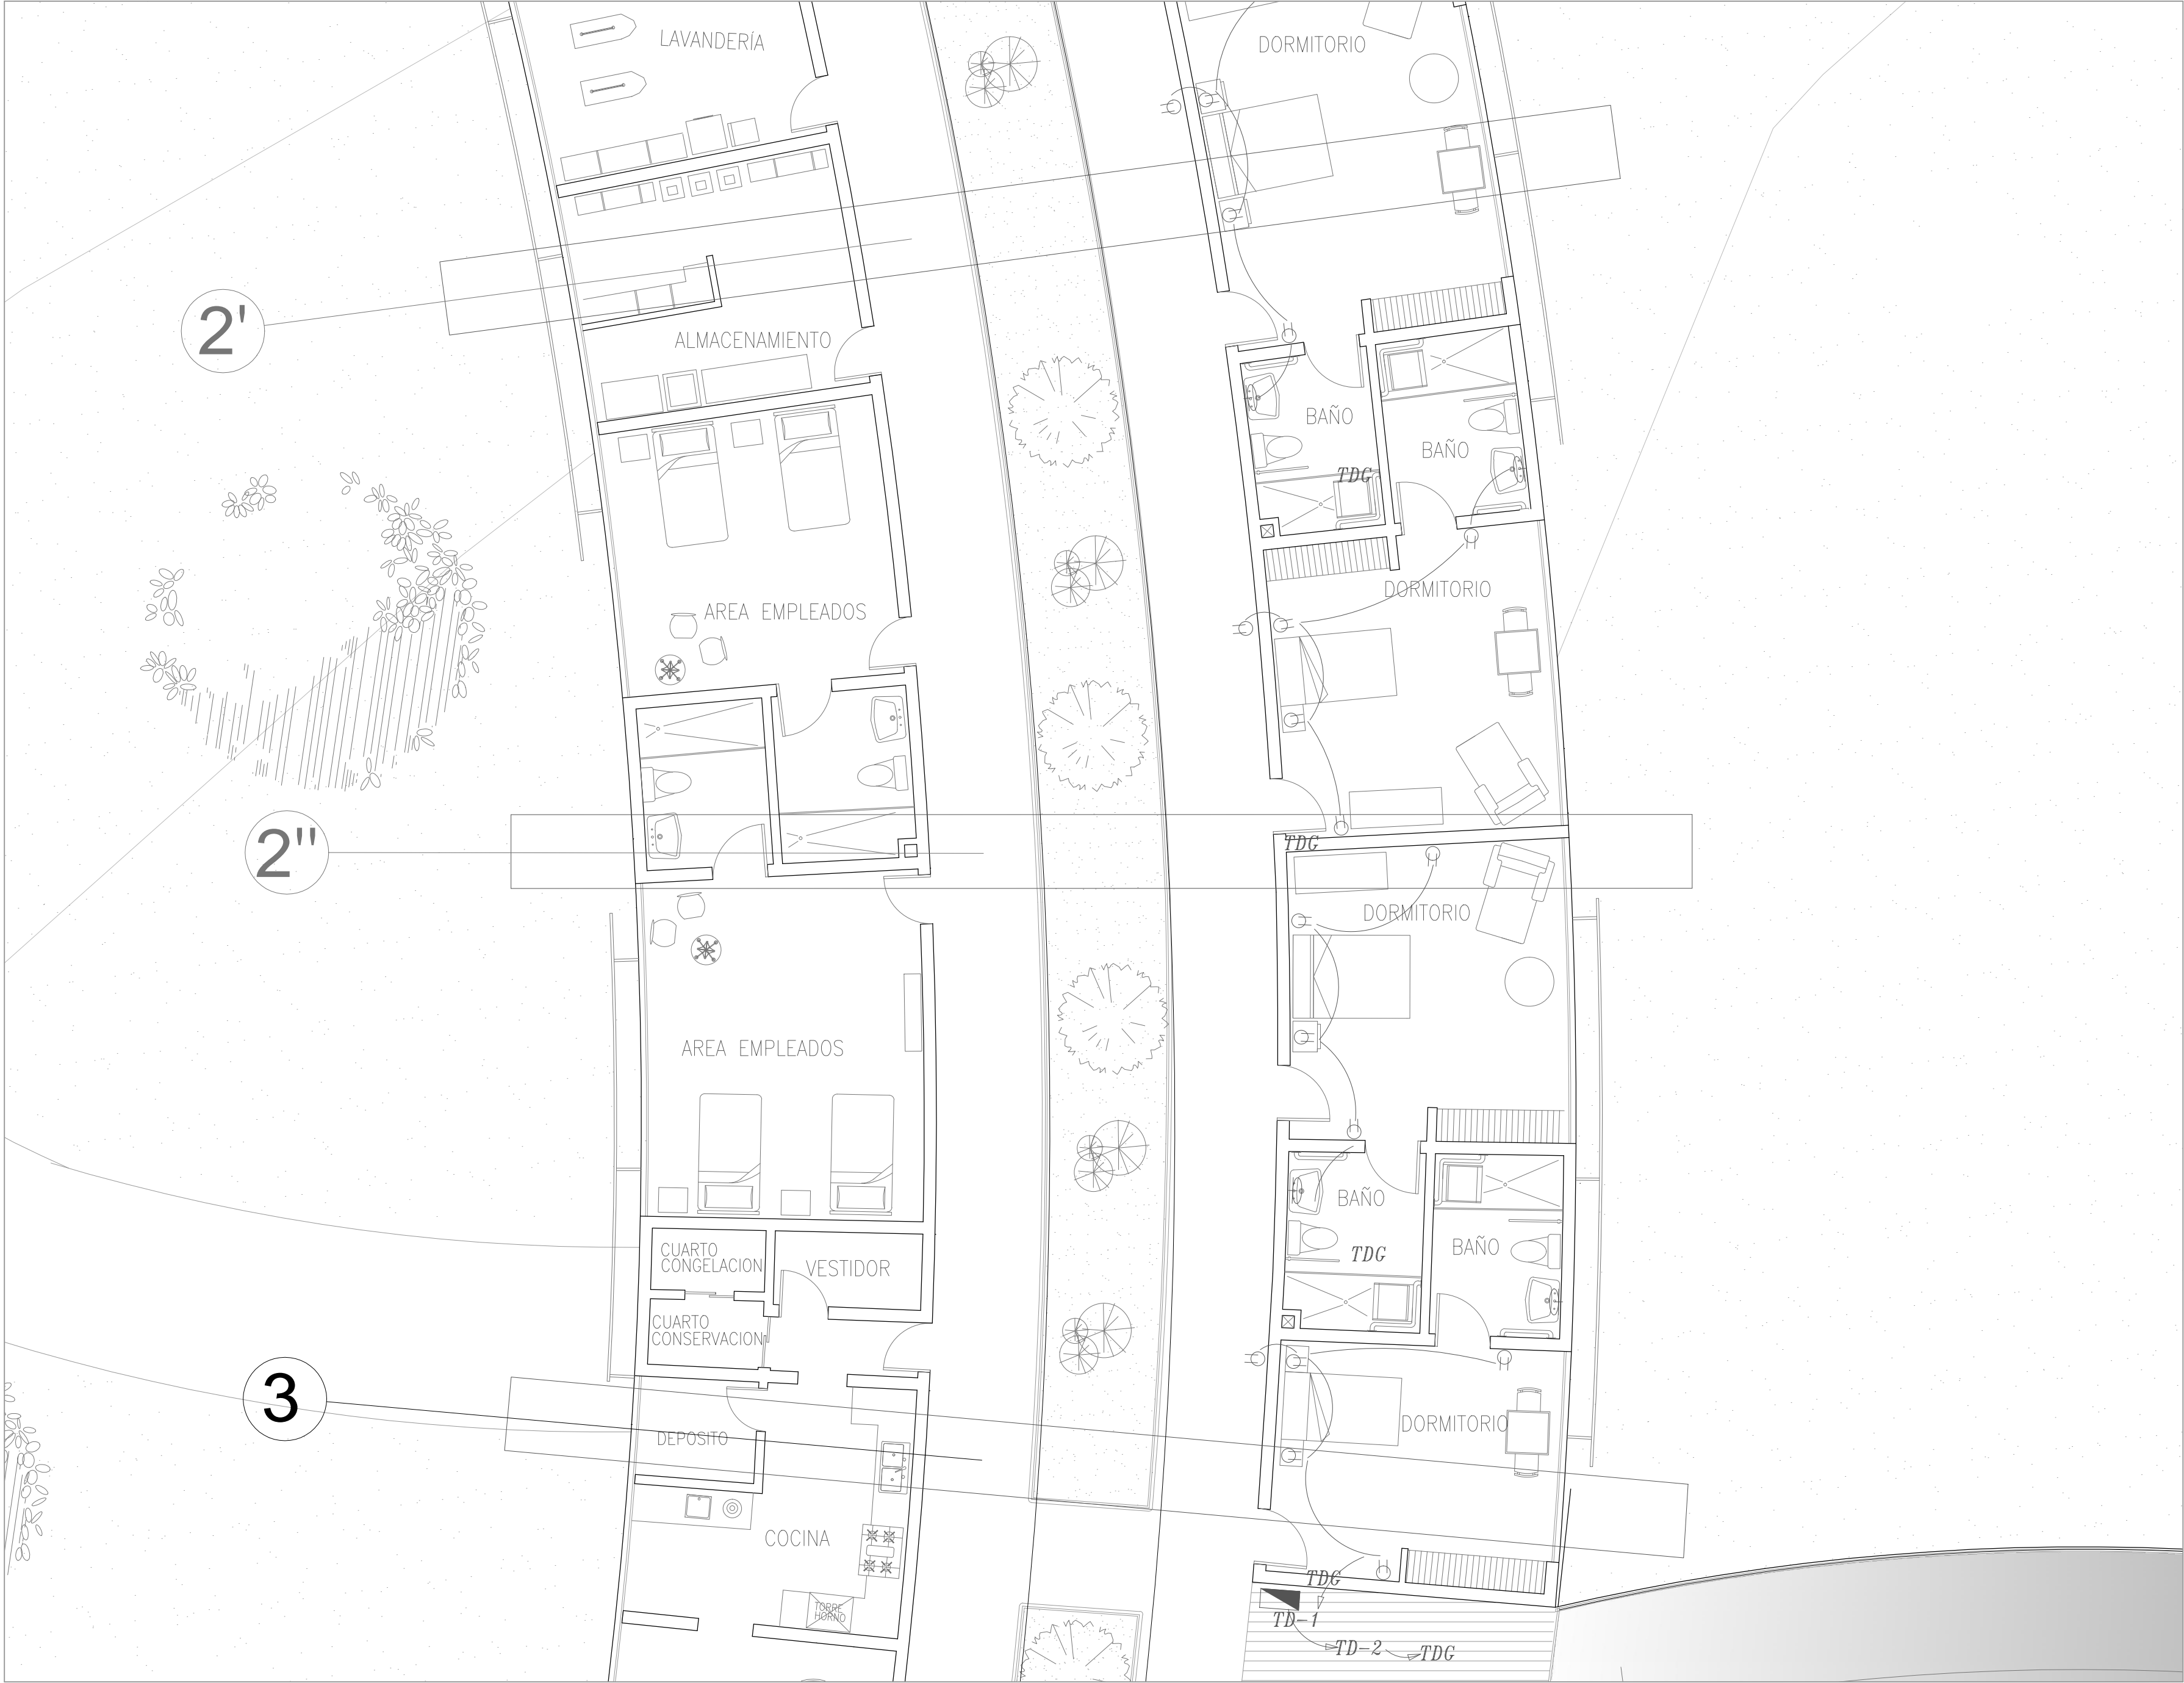 LAVANDERÍA
DORMITORIO
2'
ALMACENAMIENTO
BAÑO
BAÑO
TDG
DORMITORIO
AREA EMPLEADOS
2"
TDG
DORMITORIO
AREA EMPLEADOS
BAÑO
BAÑO
TDG
CUARTO
CONGELACION
VESTIDOR
CUARTO
CONSERVACION
3
DEPOSITO
DORMITORIO
COCINA
TORRE
HORNO
TDG
TD-1
TD-2
TDG